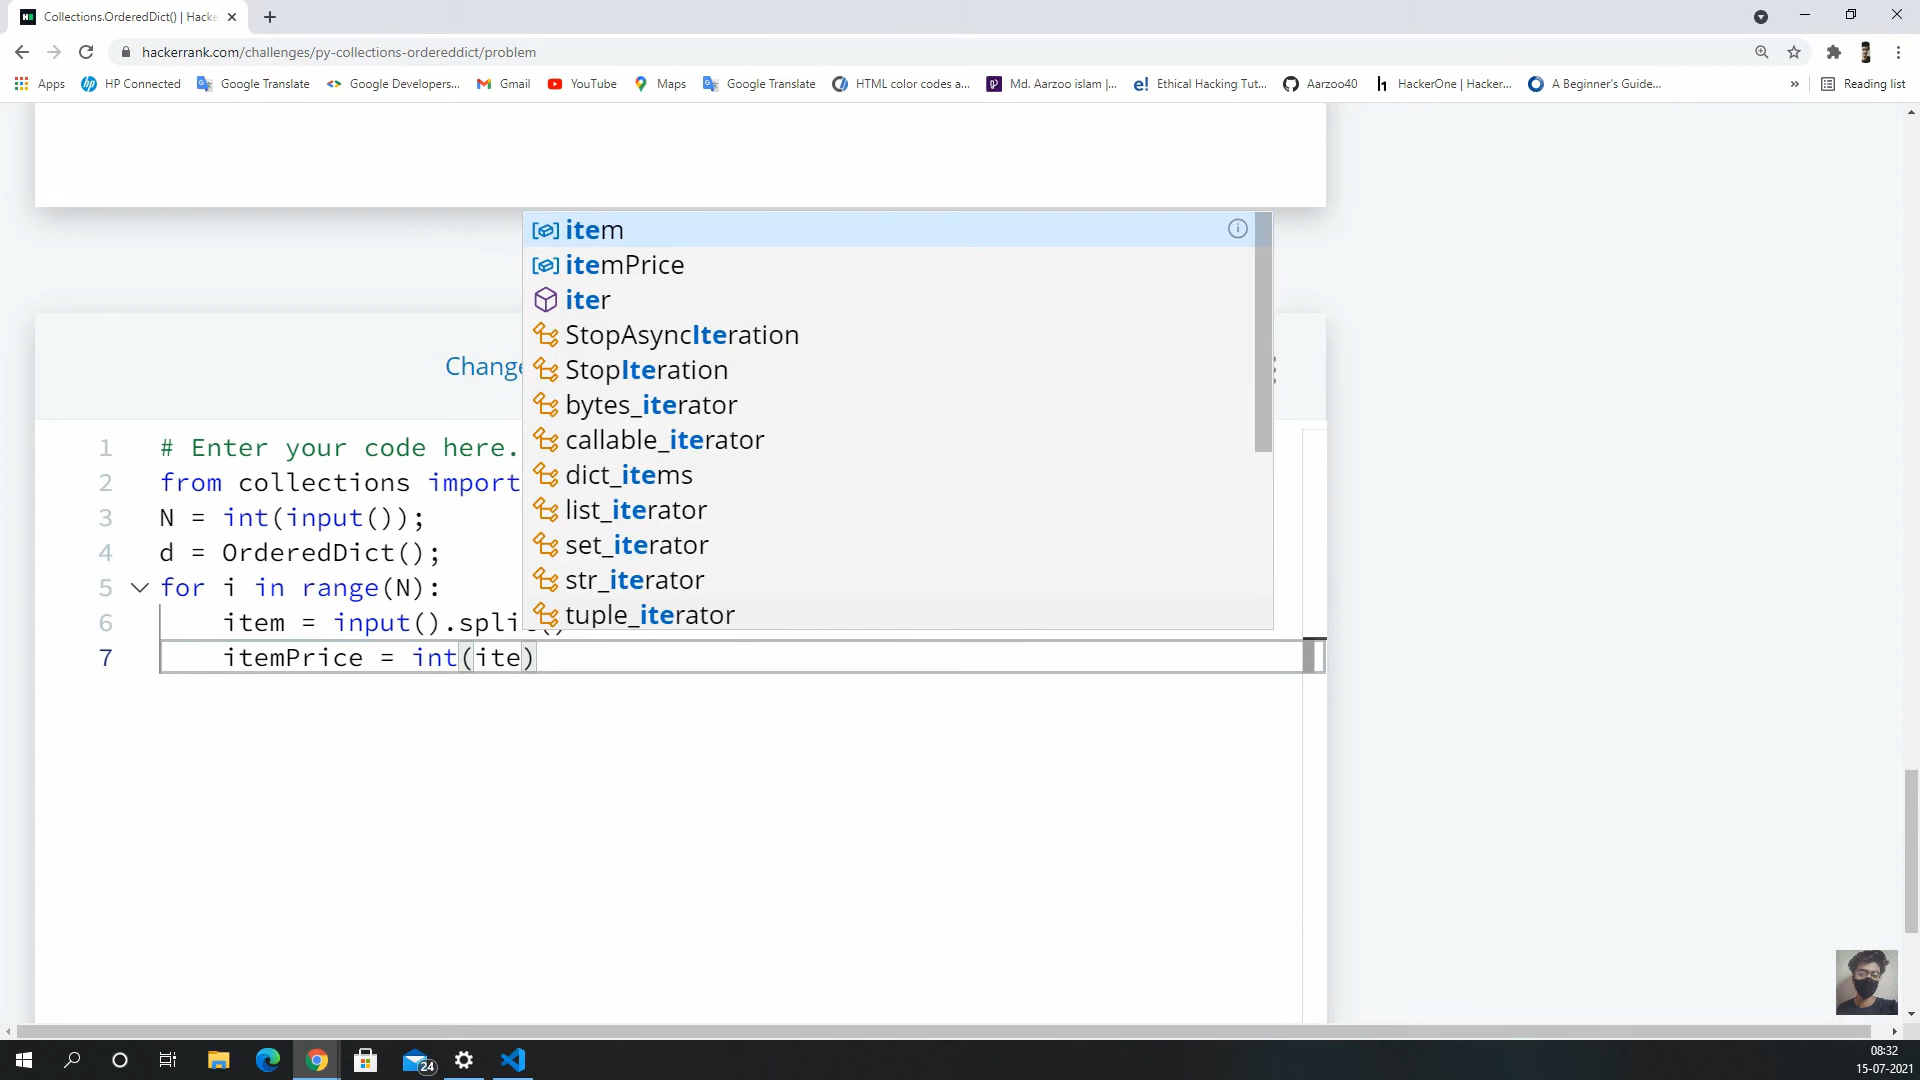 Collections.OrderedDict() | Hacke
hackerrank.com/challenges/py-collections-ordereddict/problem
Apps HP Connected Google Translate Google Developers... Gmail YouTube Maps Google Translate HTML color codes a... Md. Aarzoo islam |... Ethical Hacking Tut... Aarzoo40 HackerOne | Hacker... A Beginner's Guide... » Reading list
item
itemPrice
iter
StopAsyncIteration
StopIteration
bytes_iterator
callable_iterator
dict_items
list_iterator
set_iterator
str_iterator
tuple_iterator
Change
1 # Enter your code here.
2 from collections import
3 N = int(input());
4 d = OrderedDict();
5 for i in range(N):
6 item = input().split()
7 itemPrice = int(ite)
24
08:32
15-07-2021